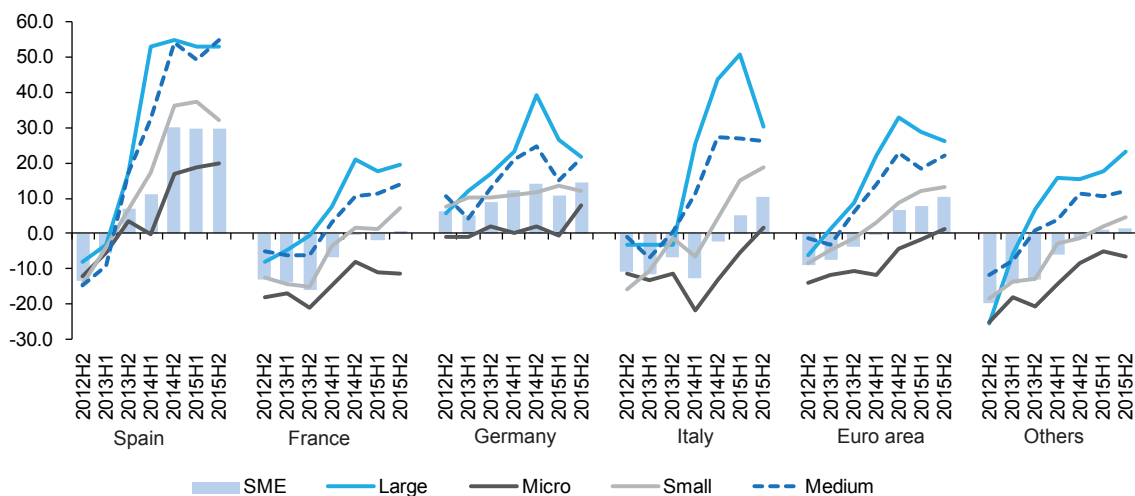 60.0
50.0
40.0
30.0
20.0
10.0
0.0
-10.0
-20.0
-30.0
2012H2 2013H1 2013H2 2014H1 2014H2 2015H1 2015H2
2012H2 2013H1 2013H2 2014H1 2014H2 2015H1 2015H2
2012H2 2013H1 2013H2 2014H1 2014H2 2015H1 2015H2
2012H2 2013H1 2013H2 2014H1 2014H2 2015H1 2015H2
2012H2 2013H1 2013H2 2014H1 2014H2 2015H1 2015H2
2012H2 2013H1 2013H2 2014H1 2014H2 2015H1 2015H2
Spain France Germany Italy Euro area Others
SME Large Micro Small Medium